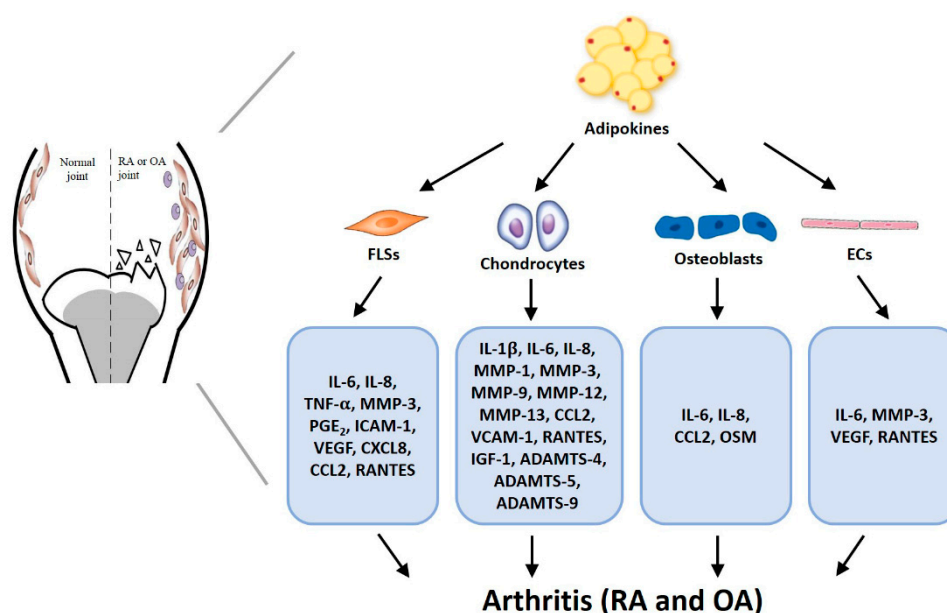 Adipokines
Normal
joint
RA or OA
joint
FLSs
Chondrocytes
Osteoblasts
ECs
IL-6, IL-8,
TNF-α, MMP-3,
PGE₂, ICAM-1,
VEGF, CXCL8,
CCL2, RANTES
IL-1β, IL-6, IL-8,
MMP-1, MMP-3,
MMP-9, MMP-12,
MMP-13, CCL2,
VCAM-1, RANTES,
IGF-1, ADAMTS-4,
ADAMTS-5,
ADAMTS-9
IL-6, IL-8,
CCL2, OSM
IL-6, MMP-3,
VEGF, RANTES
Arthritis (RA and OA)